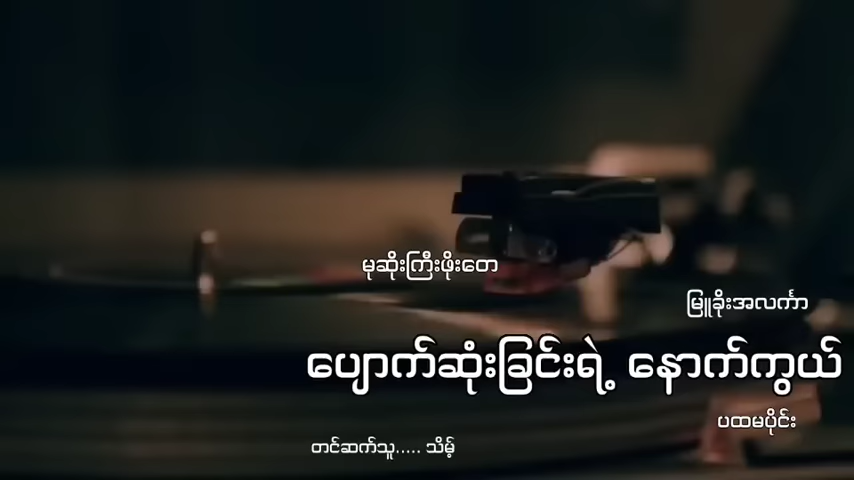 မုဆိုးကြီးဖိုးတေ
မြူခိုးအလင်္ကာ
ပျောက်ဆုံးခြင်းရဲ့ နောက်ကွယ်
ပထမပိုင်း
တင်ဆက်သူ..... သိမ့်